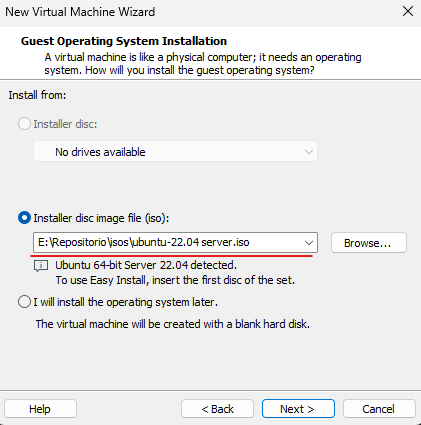 New Virtual Machine Wizard
Guest Operating System Installation
A virtual machine is like a physical computer; it needs an operating
system. How will you install the guest operating system?
Install from:
Installer disc:
No drives available
Installer disc image file (iso):
E:\Repositorio\isos\ubuntu-22.04 server.iso
Browse...
Ubuntu 64-bit Server 22.04 detected.
To use Easy Install, insert the first disc of the set.
I will install the operating system later.
The virtual machine will be created with a blank hard disk.
Help
< Back
Next >
Cancel